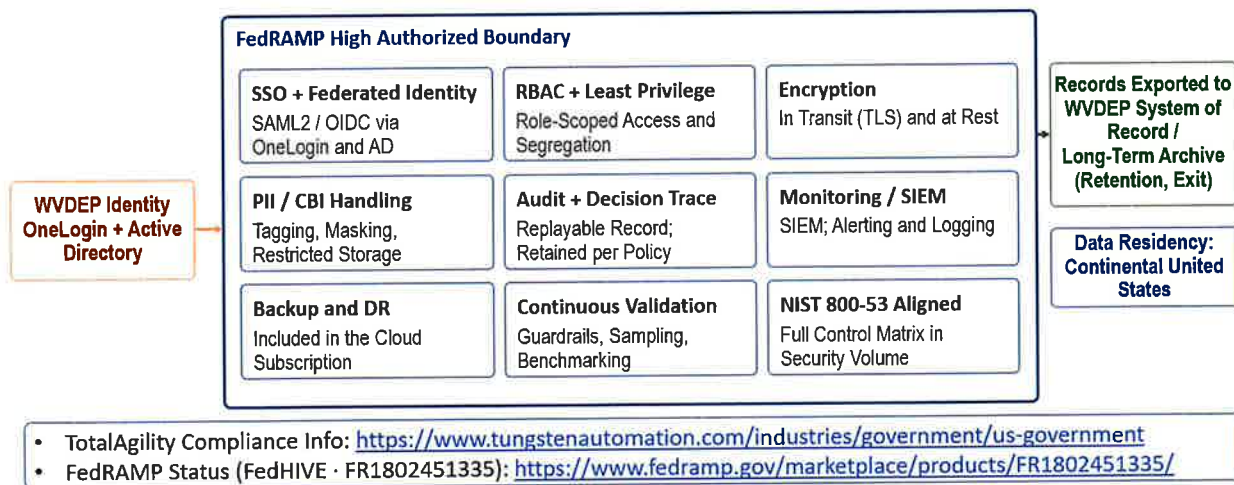 FedRAMP High Authorized Boundary
SSO + Federated Identity
SAML2 / OIDC via
OneLogin and AD
RBAC + Least Privilege
Role-Scoped Access and
Segregation
Encryption
In Transit (TLS) and at Rest
PII / CBI Handling
Tagging, Masking,
Restricted Storage
Audit + Decision Trace
Replayable Record;
Retained per Policy
Monitoring / SIEM
SIEM; Alerting and Logging
Backup and DR
Included in the Cloud
Subscription
Continuous Validation
Guardrails, Sampling,
Benchmarking
NIST 800-53 Aligned
Full Control Matrix in
Security Volume
WVDEP Identity
OneLogin + Active
Directory
Records Exported to
WVDEP System of
Record /
Long-Term Archive
(Retention, Exit)
Data Residency:
Continental United
States
• TotalAgility Compliance Info: https://www.tungstenautomation.com/industries/government/us-government
• FedRAMP Status (FedHIVE · FR1802451335): https://www.fedramp.gov/marketplace/products/FR1802451335/